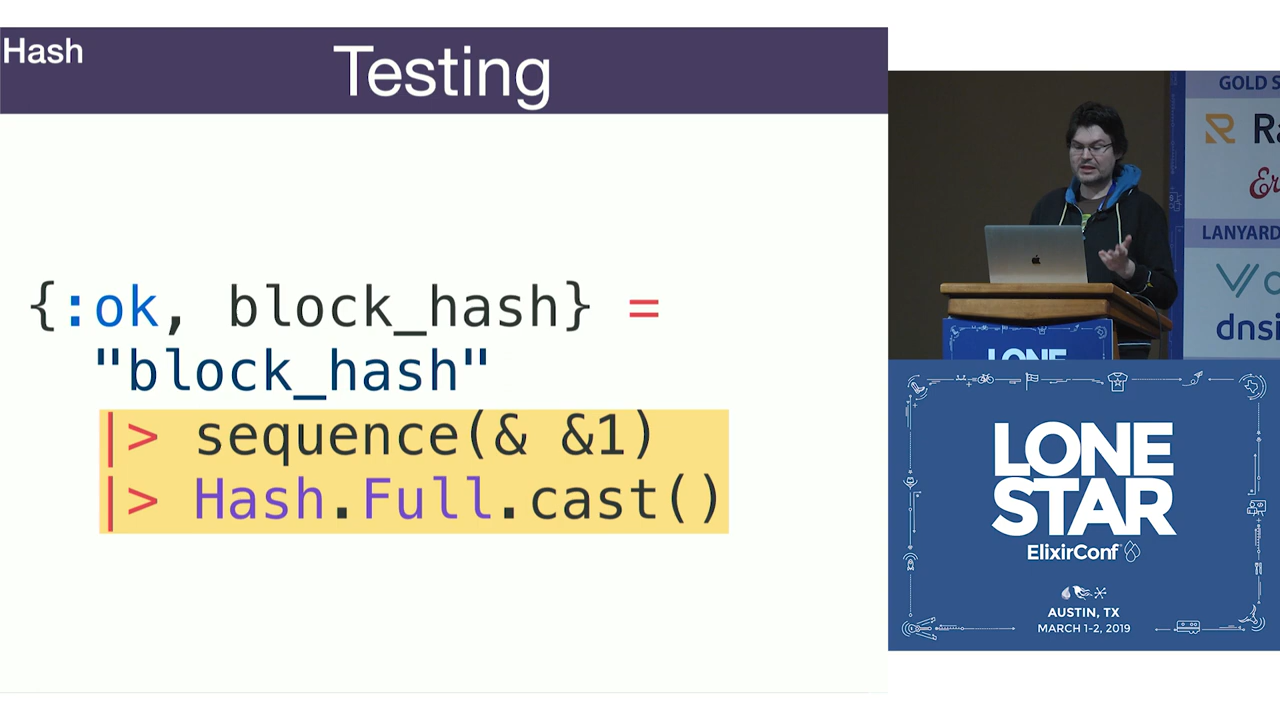 Hash
Testing
{:ok, block_hash} =
"block_hash"
|> sequence(& &1)
|> Hash.Full.cast()
GOLD
LANYARD
LONE
LONE
STAR
ElixirConf
AUSTIN, TX
MARCH 1-2, 2019